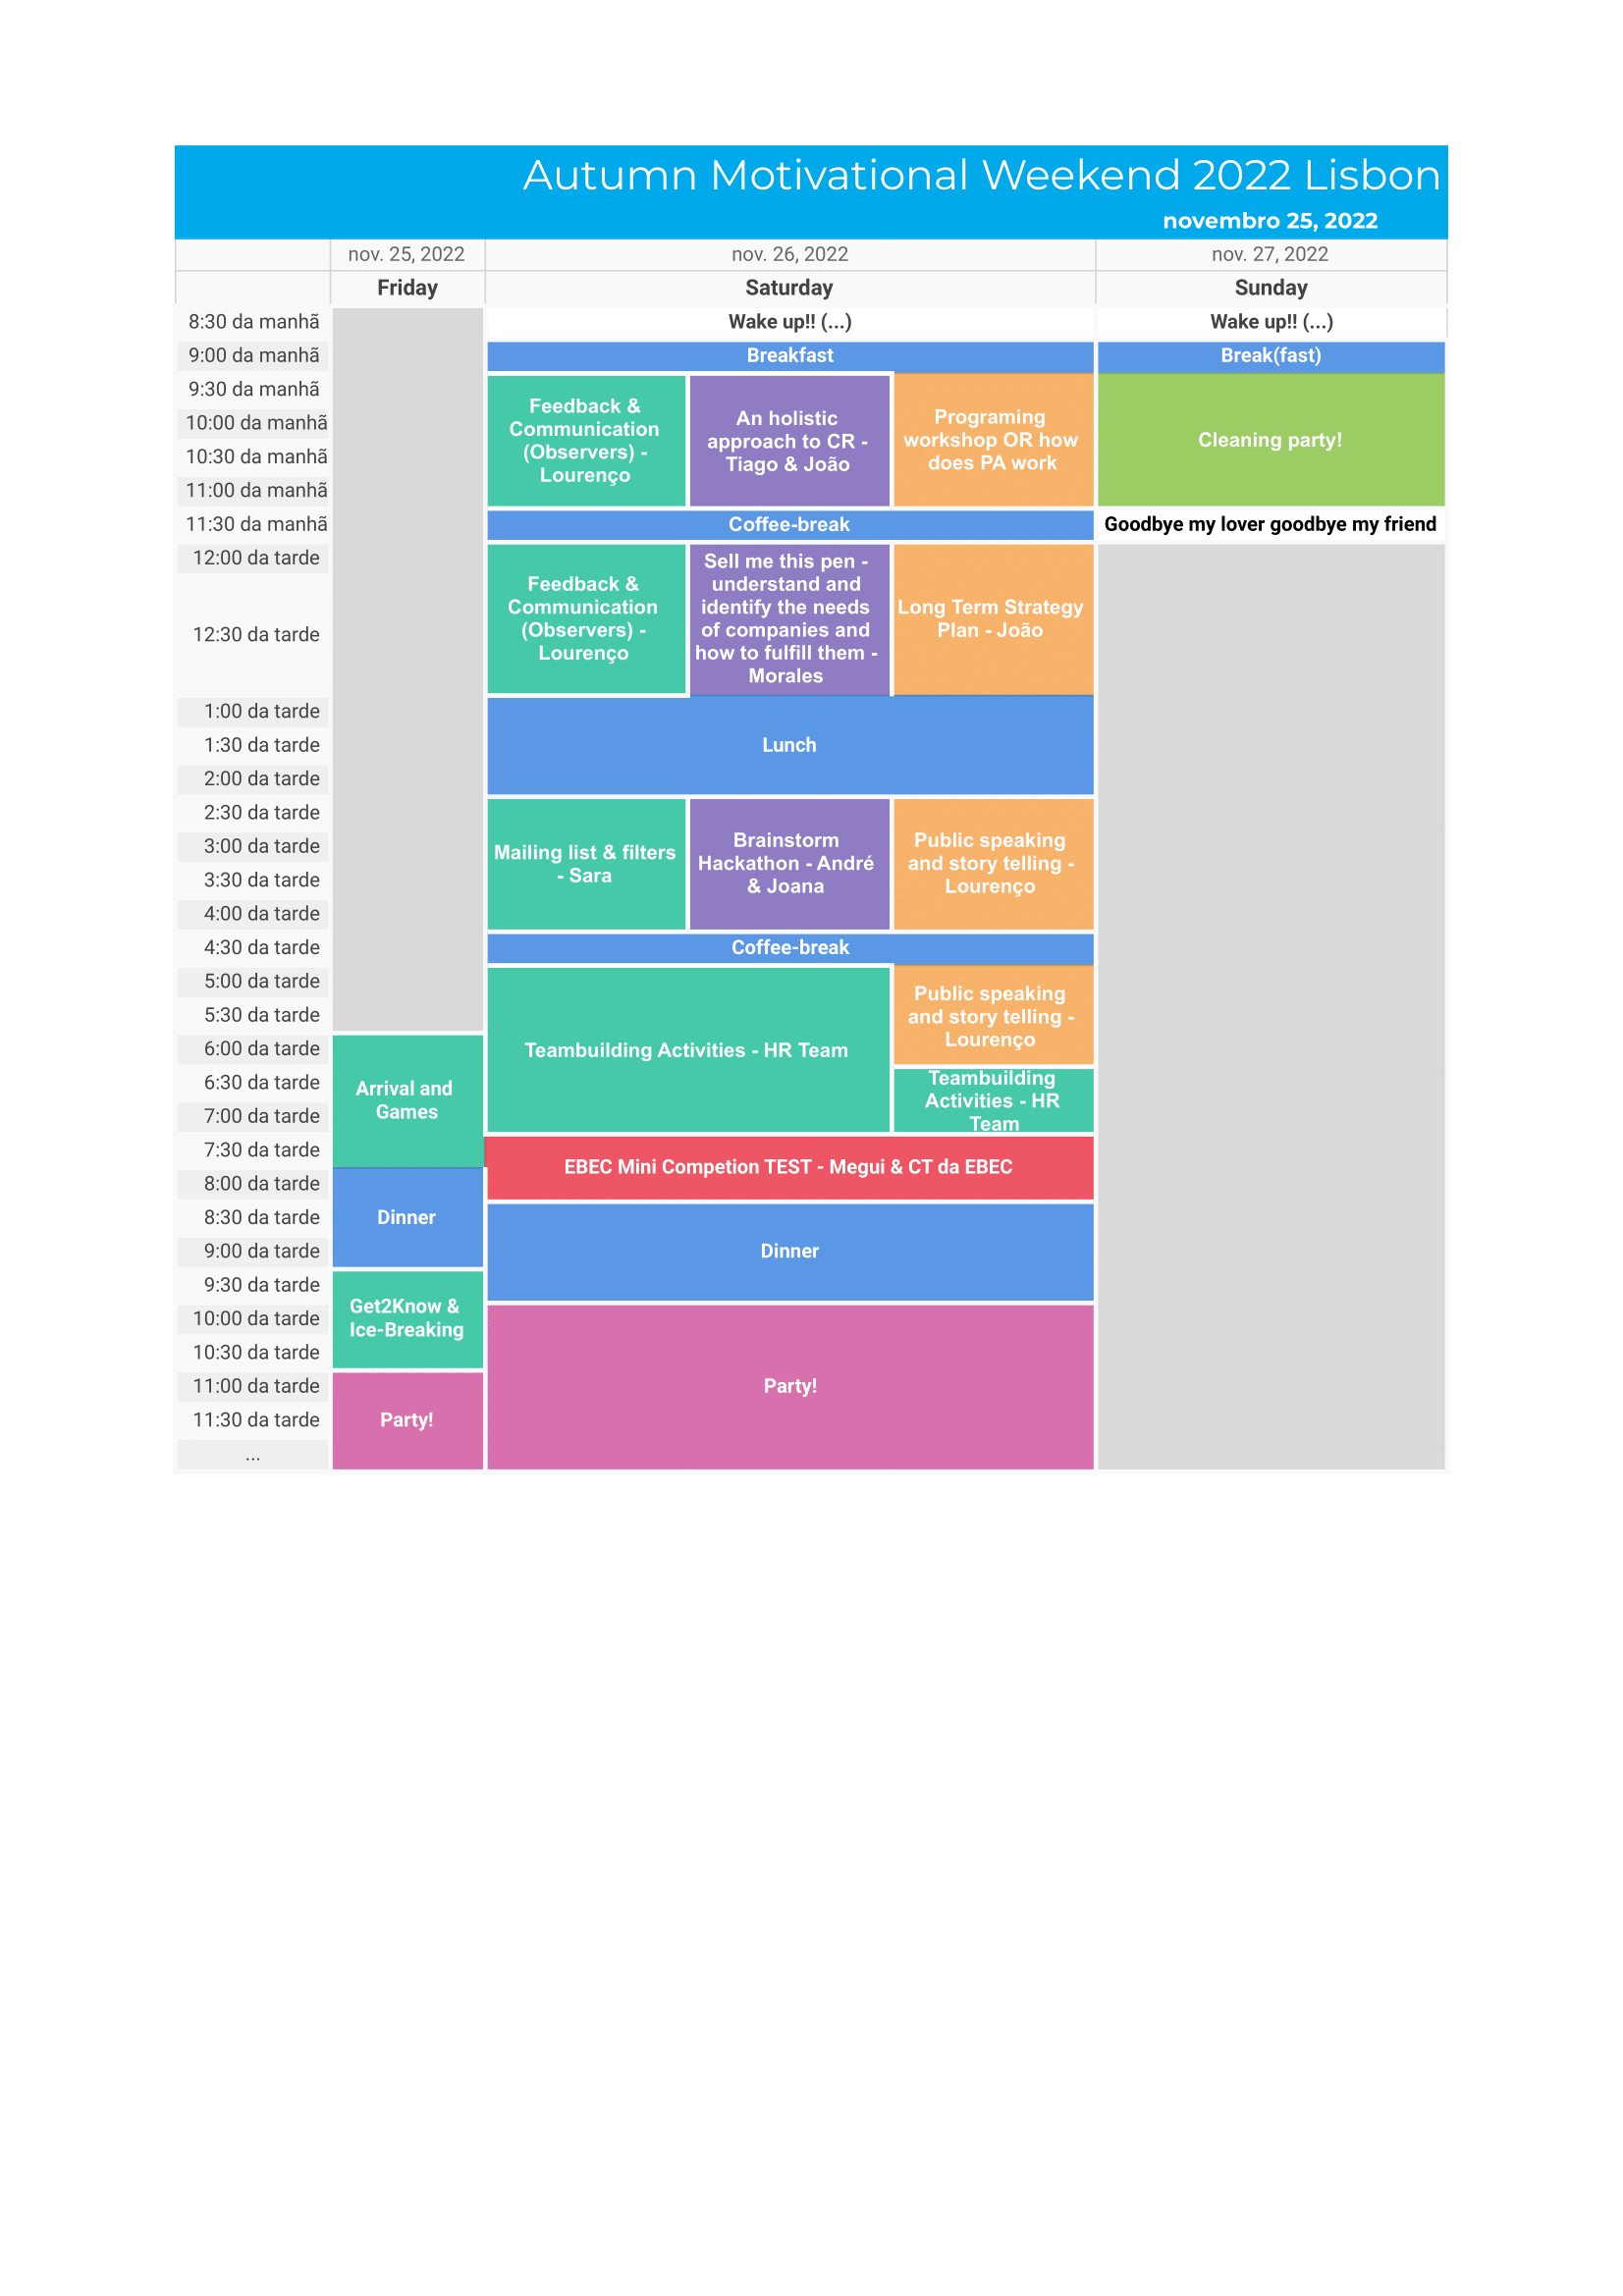 Autumn Motivational Weekend 2022 Lisbon
novembro 25, 2022
nov. 25, 2022
nov. 26, 2022
nov. 27, 2022
Friday
Saturday
Sunday
8:30 da manhã
Wake up!! (...)
Wake up!! (...)
9:00 da manhã
Breakfast
Break(fast)
9:30 da manhã
10:00 da manhã
10:30 da manhã
11:00 da manhã
Feedback &
Communication
(Observers) -
Lourenço
An holistic
approach to CR -
Tiago & João
Programing
workshop OR how
does PA work
Cleaning party!
11:30 da manhã
Coffee-break
Goodbye my lover goodbye my friend
12:00 da tarde
12:30 da tarde
Feedback &
Communication
(Observers) -
Lourenço
Sell me this pen -
understand and
identify the needs
of companies and
how to fulfill them -
Morales
Long Term Strategy
Plan - João
1:00 da tarde
1:30 da tarde
2:00 da tarde
Lunch
2:30 da tarde
3:00 da tarde
3:30 da tarde
4:00 da tarde
Mailing list & filters
- Sara
Brainstorm
Hackathon - André
& Joana
Public speaking
and story telling -
Lourenço
4:30 da tarde
Coffee-break
5:00 da tarde
5:30 da tarde
6:00 da tarde
6:30 da tarde
7:00 da tarde
Arrival and
Games
Teambuilding Activities - HR Team
Public speaking
and story telling -
Lourenço
Teambuilding
Activities - HR
Team
7:30 da tarde
8:00 da tarde
EBEC Mini Competion TEST - Megui & CT da EBEC
8:30 da tarde
Dinner
9:00 da tarde
Dinner
9:30 da tarde
10:00 da tarde
10:30 da tarde
Get2Know &
Ice-Breaking
11:00 da tarde
Party!
11:30 da tarde
Party!
...